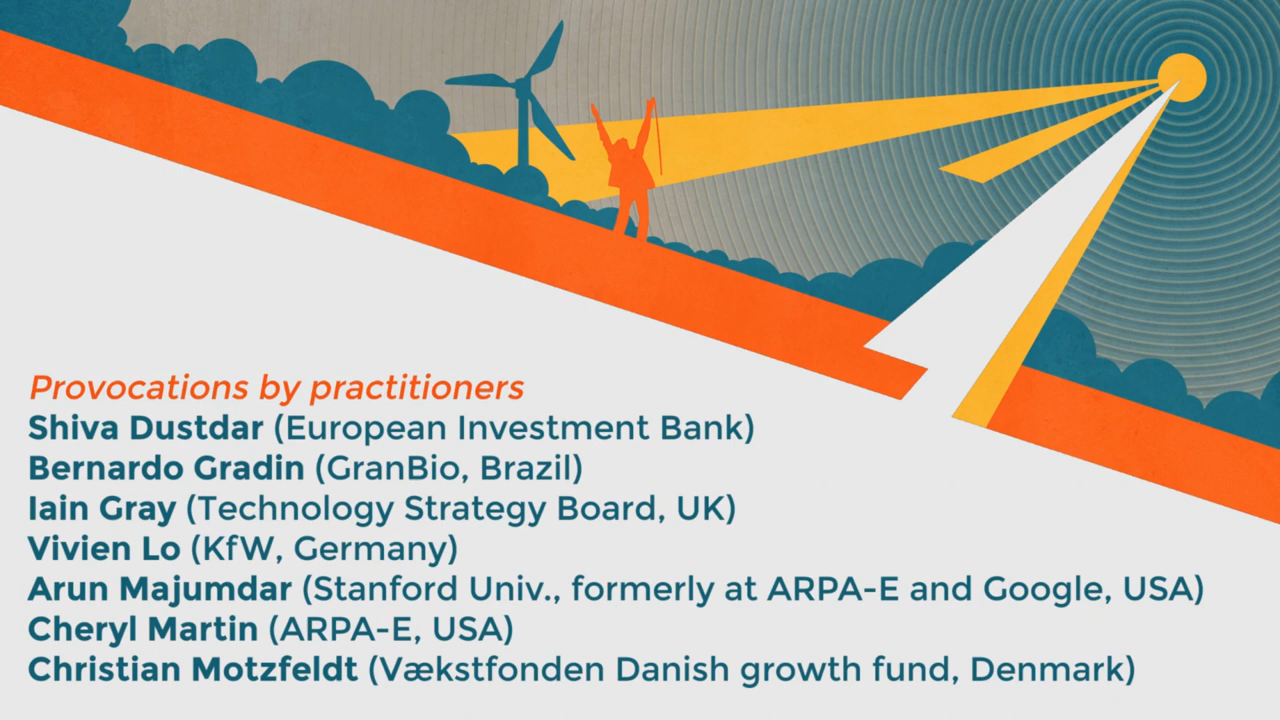 Provocations by practitioners
Shiva Dustdar (European Investment Bank)
Bernardo Gradin (GranBio, Brazil)
Iain Gray (Technology Strategy Board, UK)
Vivien Lo (KfW, Germany)
Arun Majumdar (Stanford Univ., formerly at ARPA-E and Google, USA)
Cheryl Martin (ARPA-E, USA)
Christian Motzfeldt (Vækstfonden Danish growth fund, Denmark)